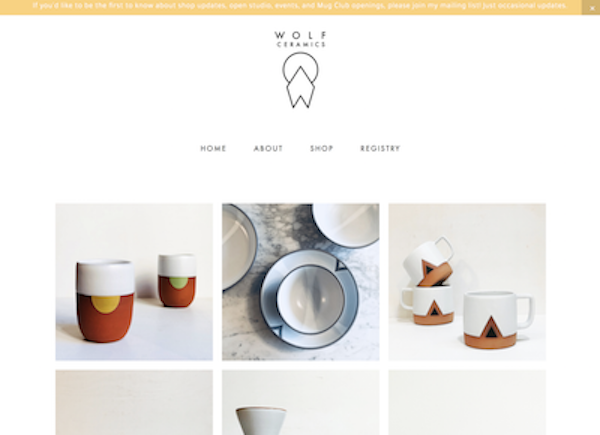 If you'd like to be the first to know about shop updates, open studio, events, and Mug Club openings, please join my mailing list! Just occasional updates.
WOLF
CERAMICS
HOME ABOUT SHOP REGISTRY